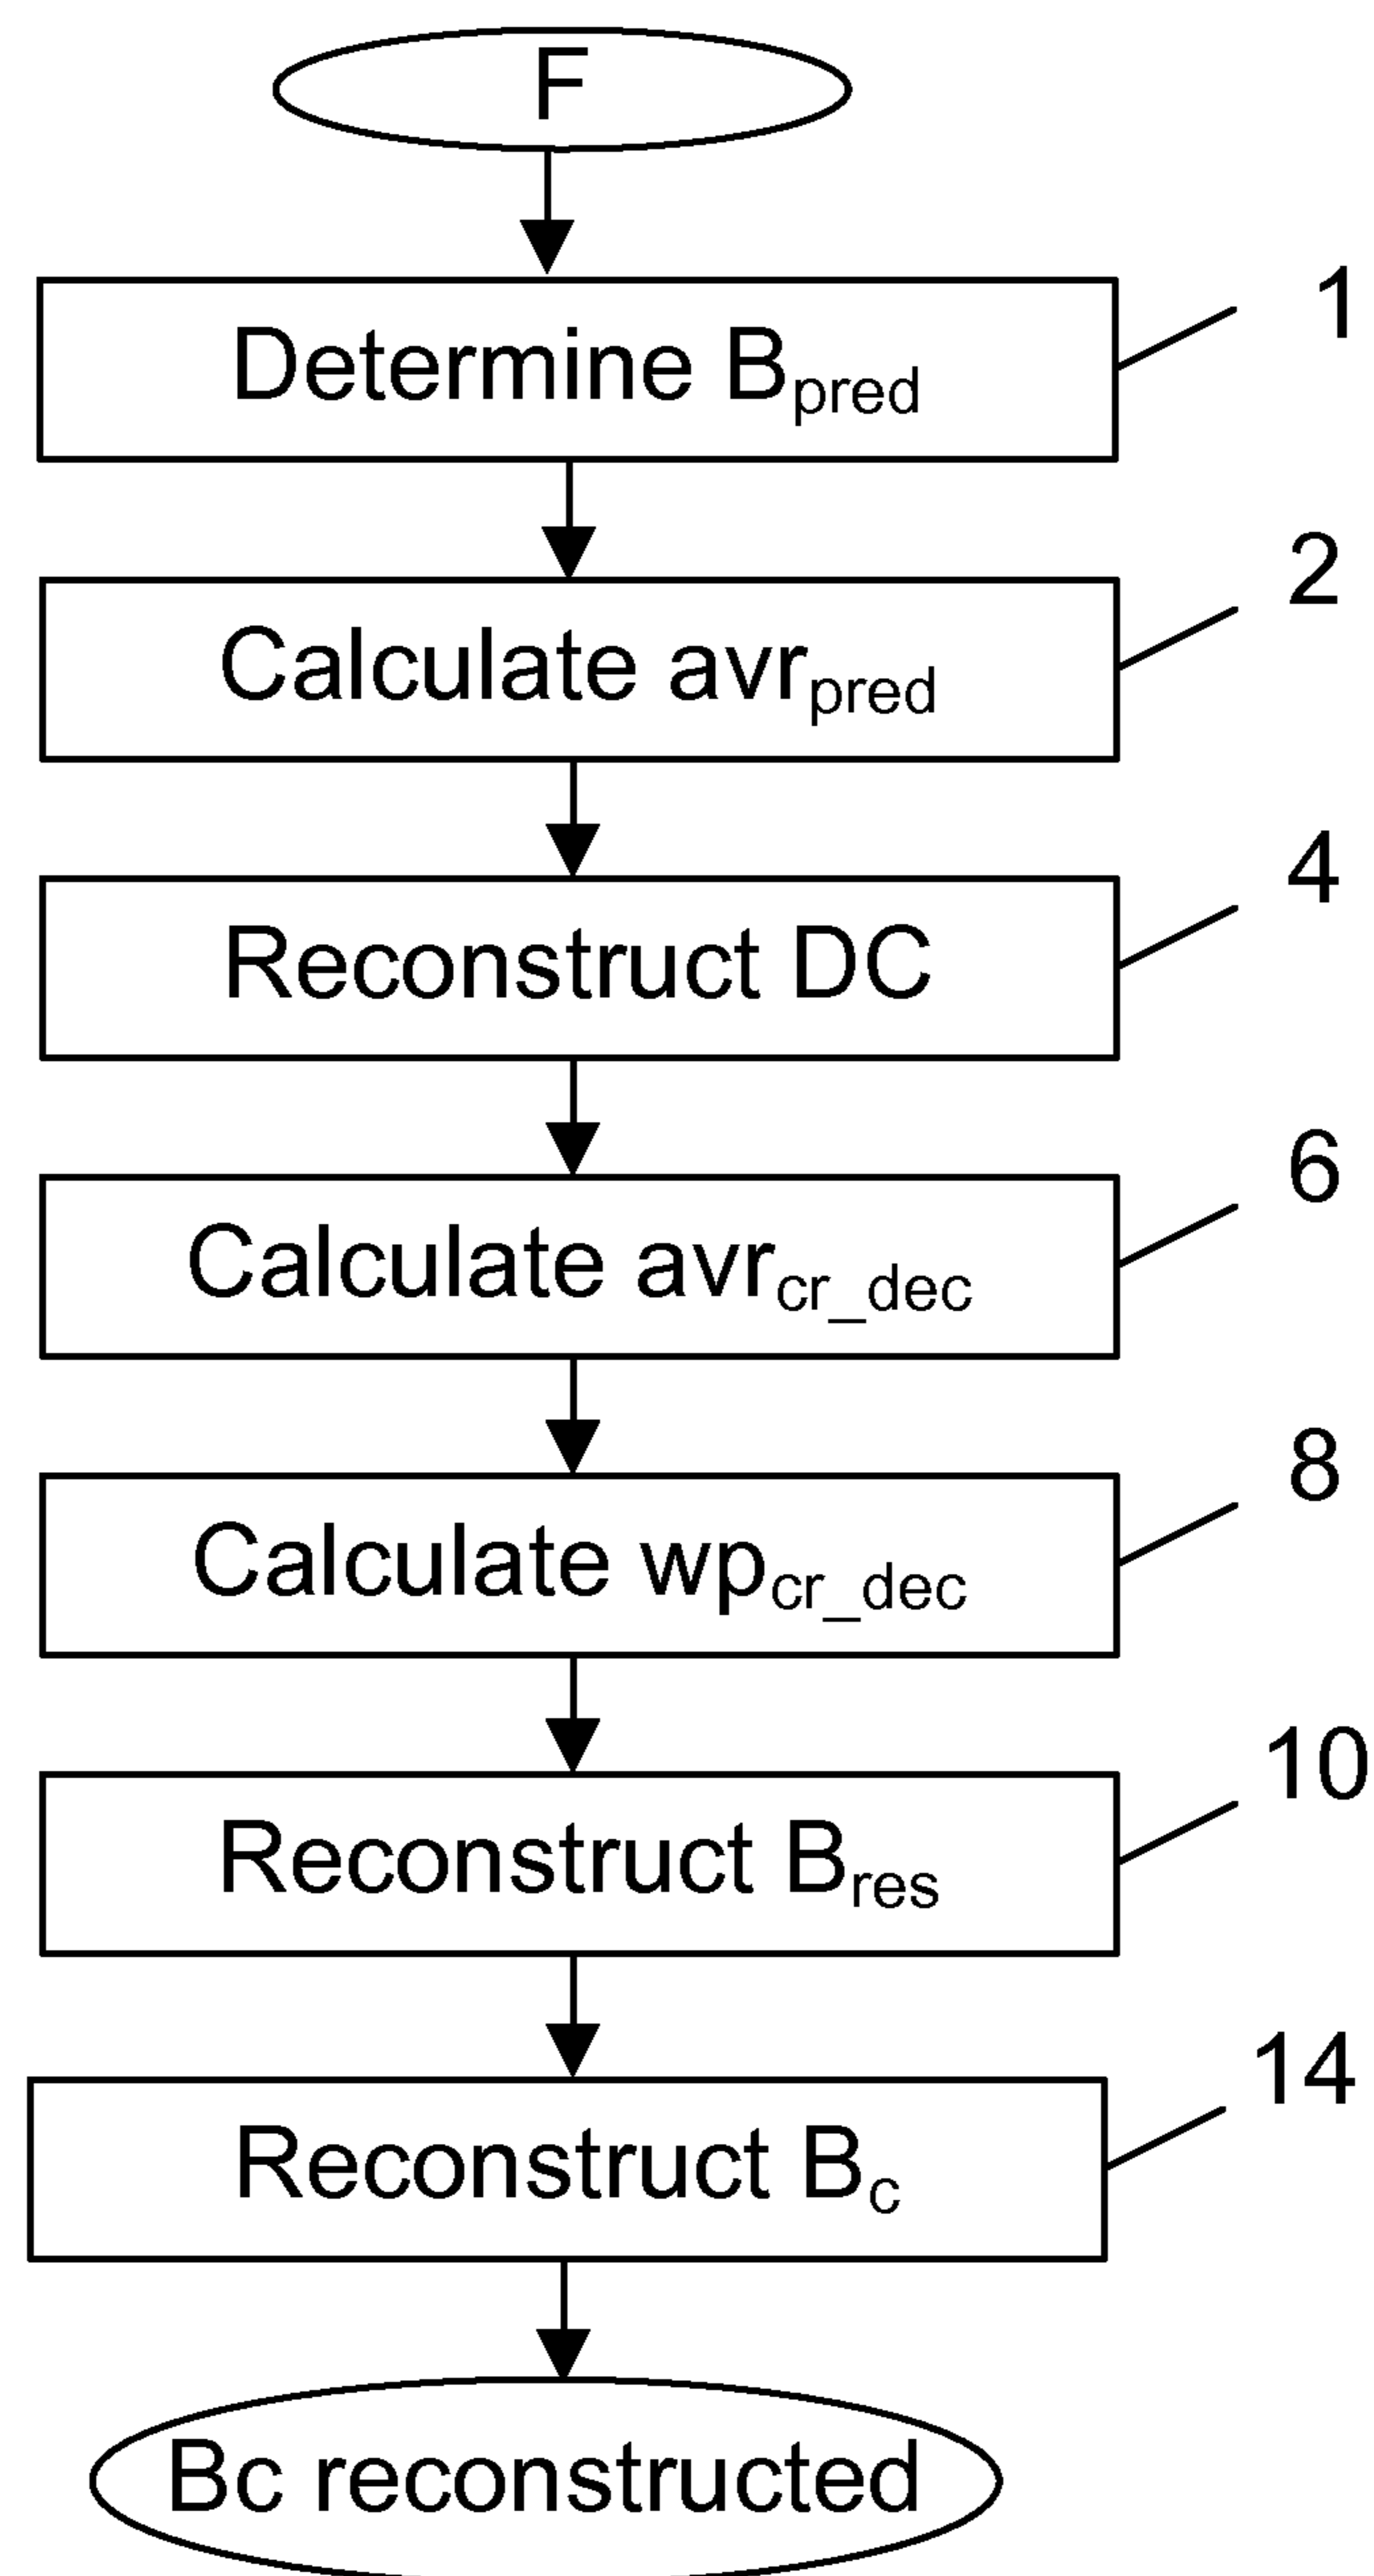 F
Determine Bpred
1
Calculate avrpred
2
Reconstruct DC
4
Calculate avrcr_dec
6
Calculate wpcr_dec
8
Reconstruct Bres
10
Reconstruct Bc
14
Bc reconstructed